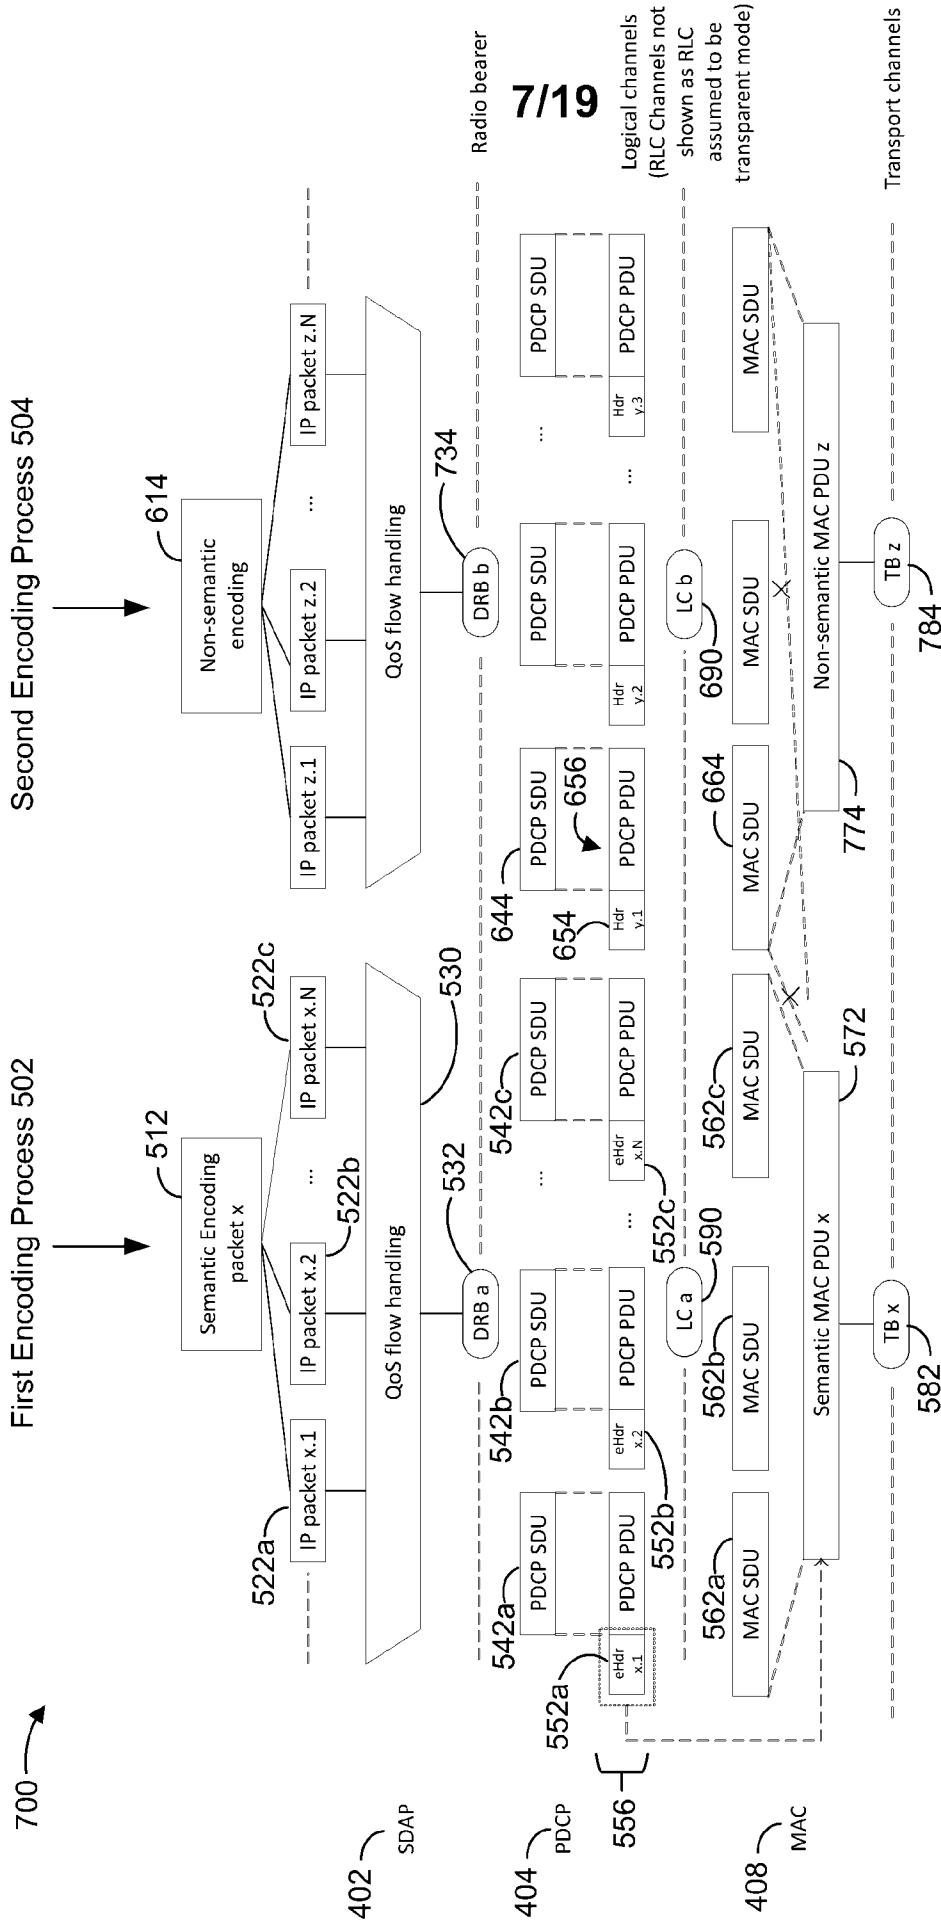 7/19
700
First Encoding Process 502
Second Encoding Process 504
512
614
Semantic Encoding
packet x
Non-semantic
encoding
522a
522b
522c
IP packet x.1
IP packet x.2
...
IP packet x.N
IP packet z.1
IP packet z.2
...
IP packet z.N
402
SDAP
QoS flow handling
530
QoS flow handling
532
734
DRB a
DRB b
Radio bearer
542a
542b
542c
644
PDCP SDU
PDCP SDU
...
PDCP SDU
PDCP SDU
PDCP SDU
...
PDCP SDU
404
PDCP
552a
656
654
556
eHdr
x.1
PDCP PDU
eHdr
x.2
PDCP PDU
...
eHdr
x.N
PDCP PDU
Hdr
y.1
PDCP PDU
Hdr
y.2
PDCP PDU
...
Hdr
y.3
PDCP PDU
552b
552c
590
690
LC a
LC b
Logical channels
(RLC Channels not
shown as RLC
assumed to be
transparent mode)
562a
562b
562c
664
408
MAC
MAC SDU
MAC SDU
MAC SDU
MAC SDU
MAC SDU
MAC SDU
572
774
Semantic MAC PDU x
Non-semantic MAC PDU z
TB x
TB z
Transport channels
582
784